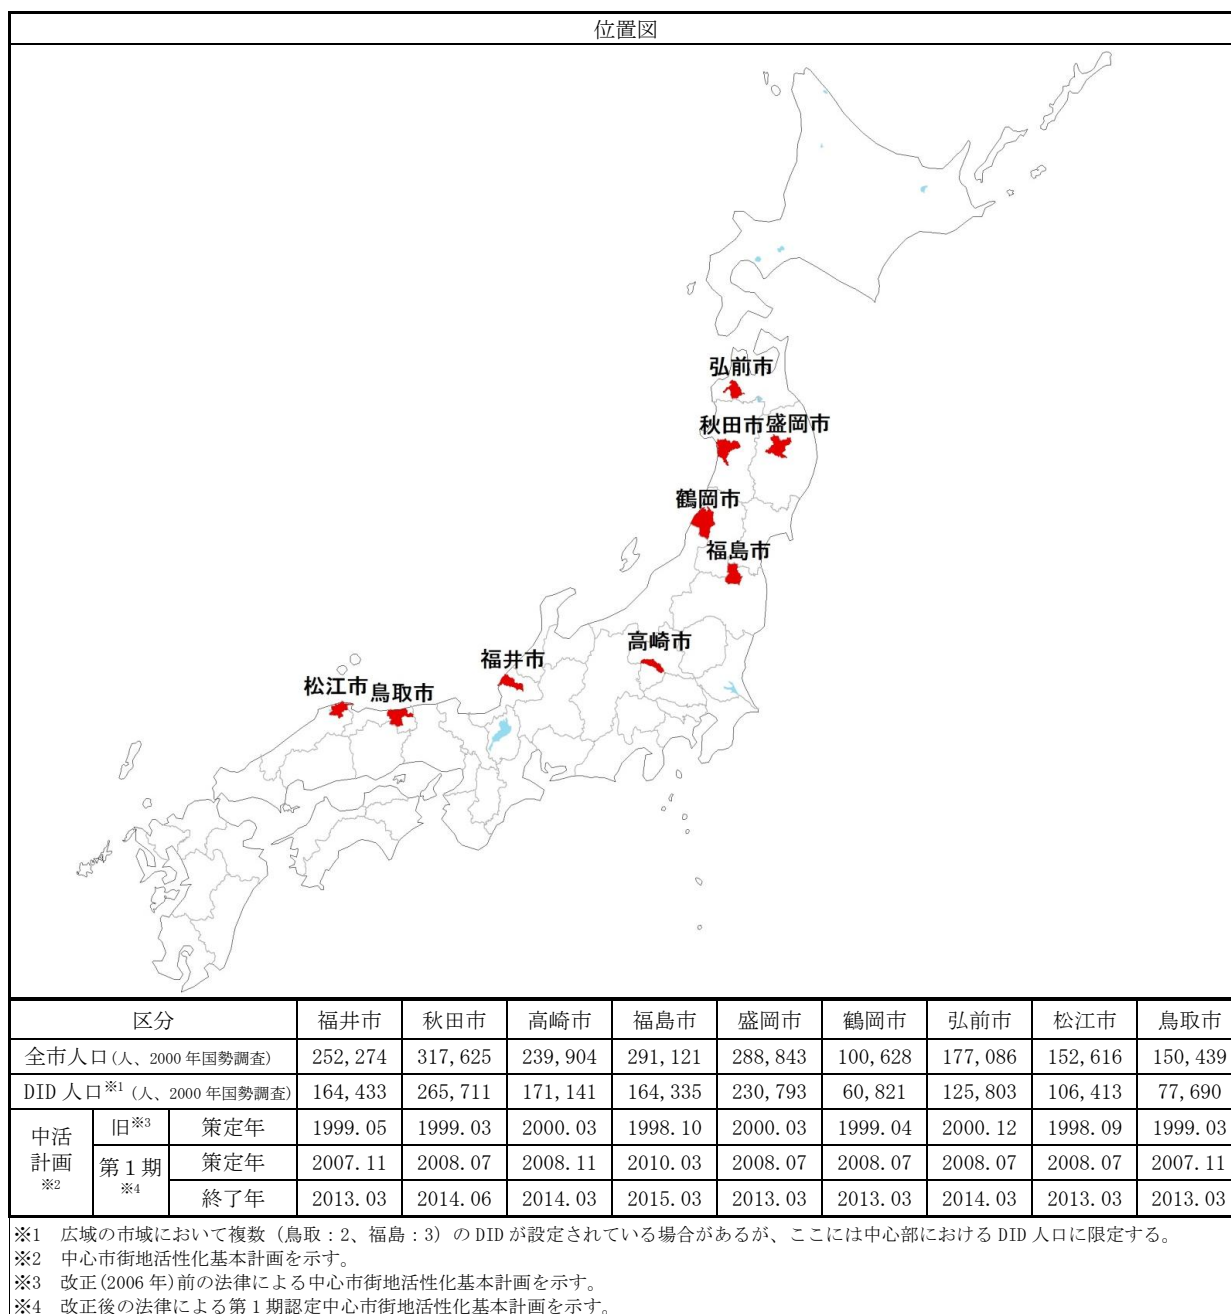 位置図
弘前市
秋田市 盛岡市
鶴岡市
福島市
高崎市
福井市
松江市 鳥取市
区分 福井市 秋田市 高崎市 福島市 盛岡市 鶴岡市 弘前市 松江市 鳥取市
全市人口(人、2000年国勢調査) 252,274 317,625 239,904 291,121 288,843 100,628 177,086 152,616 150,439
DID人口※1(人、2000年国勢調査) 164,433 265,711 171,141 164,335 230,793 60,821 125,803 106,413 77,690
中活計画※2 旧※3 策定年 1999.05 1999.03 2000.03 1998.10 2000.03 1999.04 2000.12 1998.09 1999.03
第1期※4 策定年 2007.11 2008.07 2008.11 2010.03 2008.07 2008.07 2008.07 2008.07 2007.11
終了年 2013.03 2014.06 2014.03 2015.03 2013.03 2013.03 2014.03 2013.03 2013.03
※1 広域の市域において複数(鳥取:2、福島:3)のDIDが設定されている場合があるが、ここには中心部におけるDID人口に限定する。
※2 中心市街地活性化基本計画を示す。
※3 改正(2006年)前の法律による中心市街地活性化基本計画を示す。
※4 改正後の法律による第1期認定中心市街地活性化基本計画を示す。